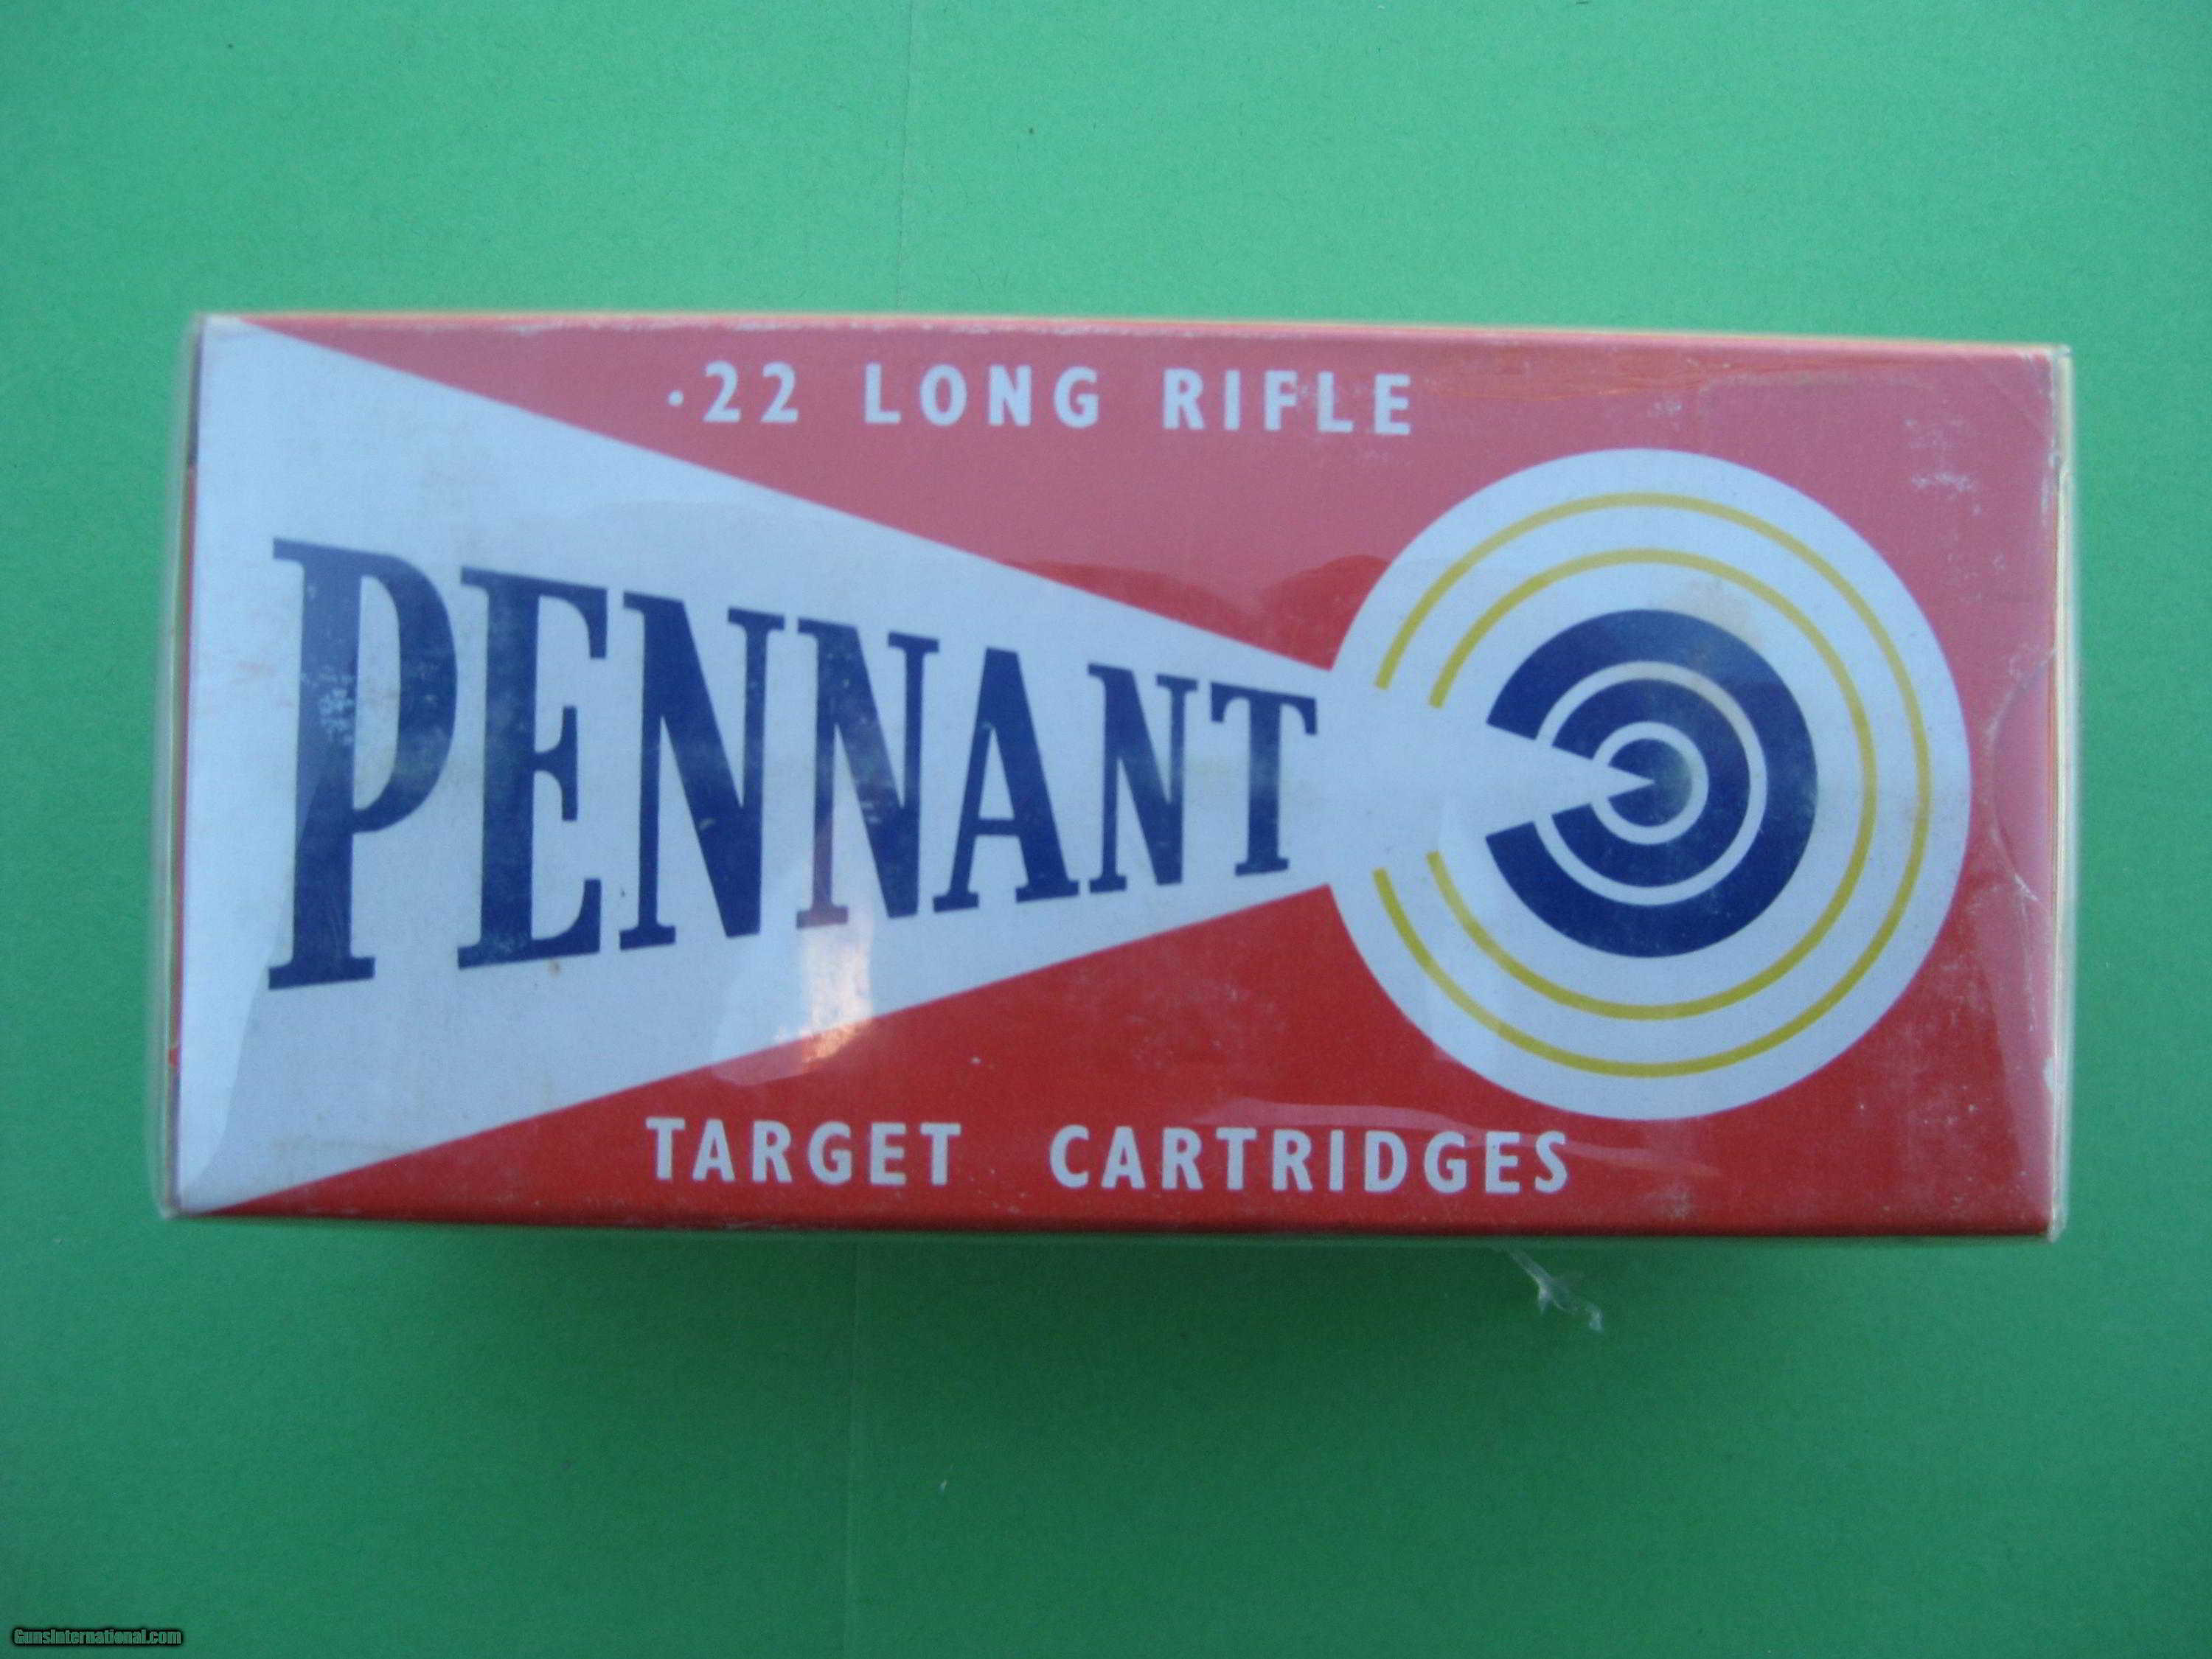 .22 LONG RIFLE
PENNANT
TARGET CARTRIDGES
GunsInternational.com